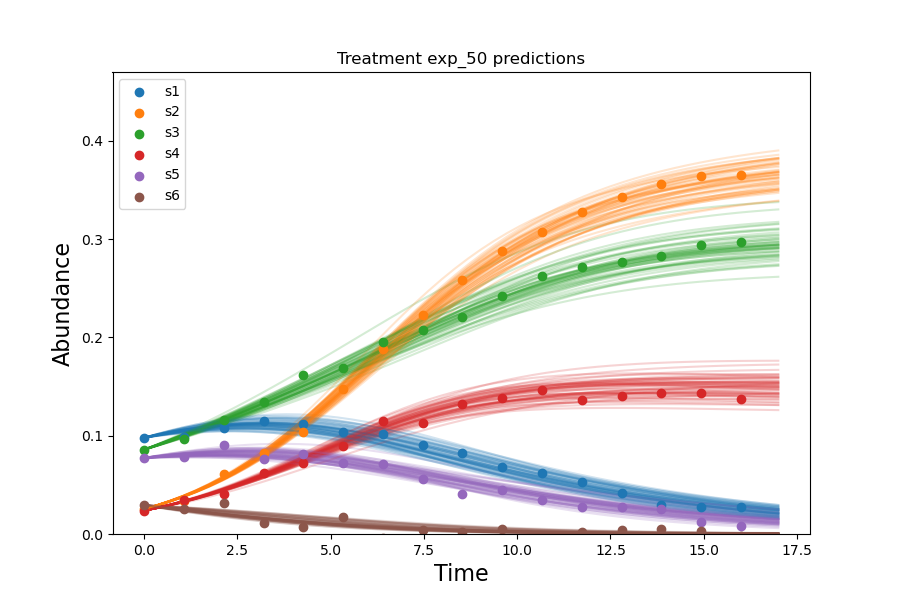 Treatment exp_50 predictions
s1
s2
s3
s4
s5
s6
Abundance
0.4
0.3
0.2
0.1
0.0
0.0 2.5 5.0 7.5 10.0 12.5 15.0 17.5
Time